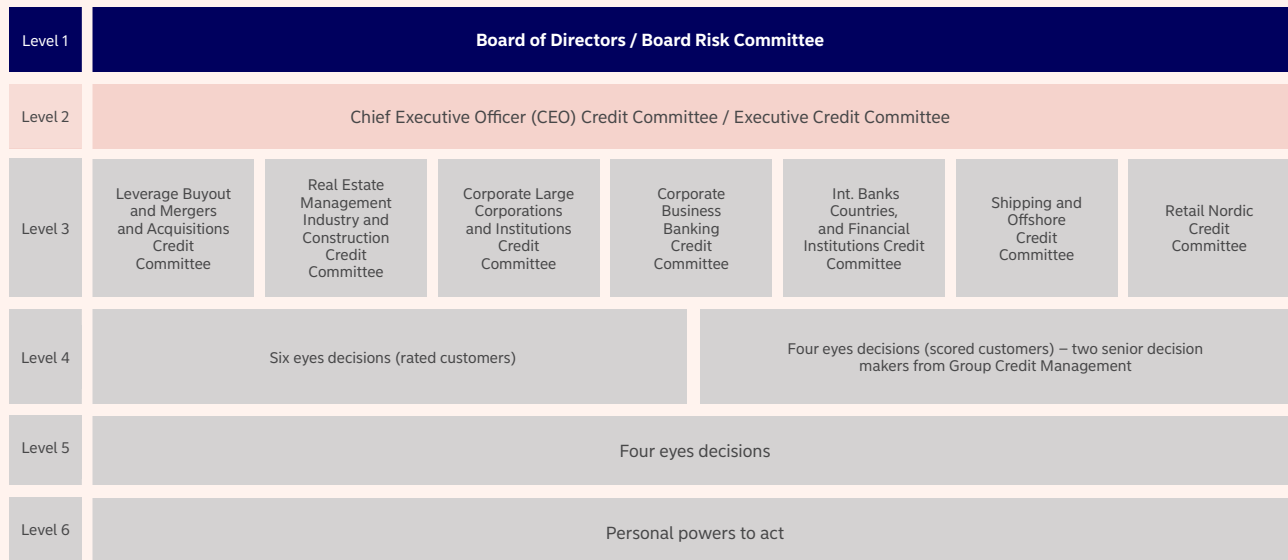 Level 1
Board of Directors / Board Risk Committee
Level 2
Chief Executive Officer (CEO) Credit Committee / Executive Credit Committee
Level 3
Leverage Buyout
and Mergers
and Acquisitions
Credit
Committee
Real Estate
Management
Industry and
Construction
Credit
Committee
Corporate Large
Corporations
and Institutions
Credit
Committee
Corporate
Business
Banking
Credit
Committee
Int. Banks
Countries,
and Financial
Institutions Credit
Committee
Shipping and
Offshore
Credit
Committee
Retail Nordic
Credit
Committee
Level 4
Six eyes decisions (rated customers)
Four eyes decisions (scored customers) – two senior decision
makers from Group Credit Management
Level 5
Four eyes decisions
Level 6
Personal powers to act